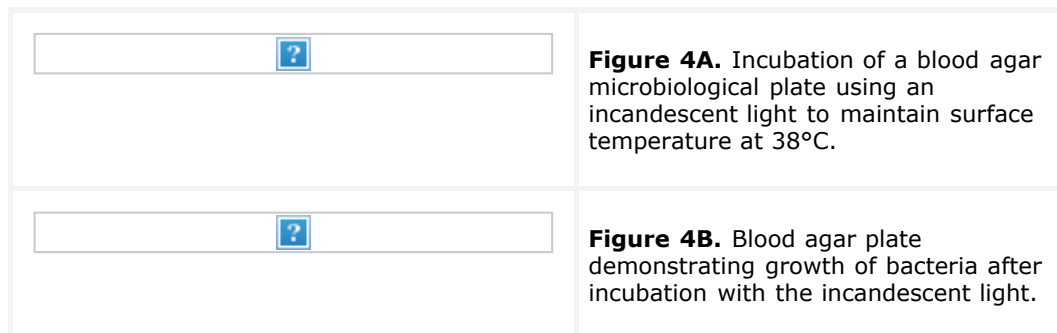 ?
Figure 4A. Incubation of a blood agar
microbiological plate using an
incandescent light to maintain surface
temperature at 38°C.
?
Figure 4B. Blood agar plate
demonstrating growth of bacteria after
incubation with the incandescent light.